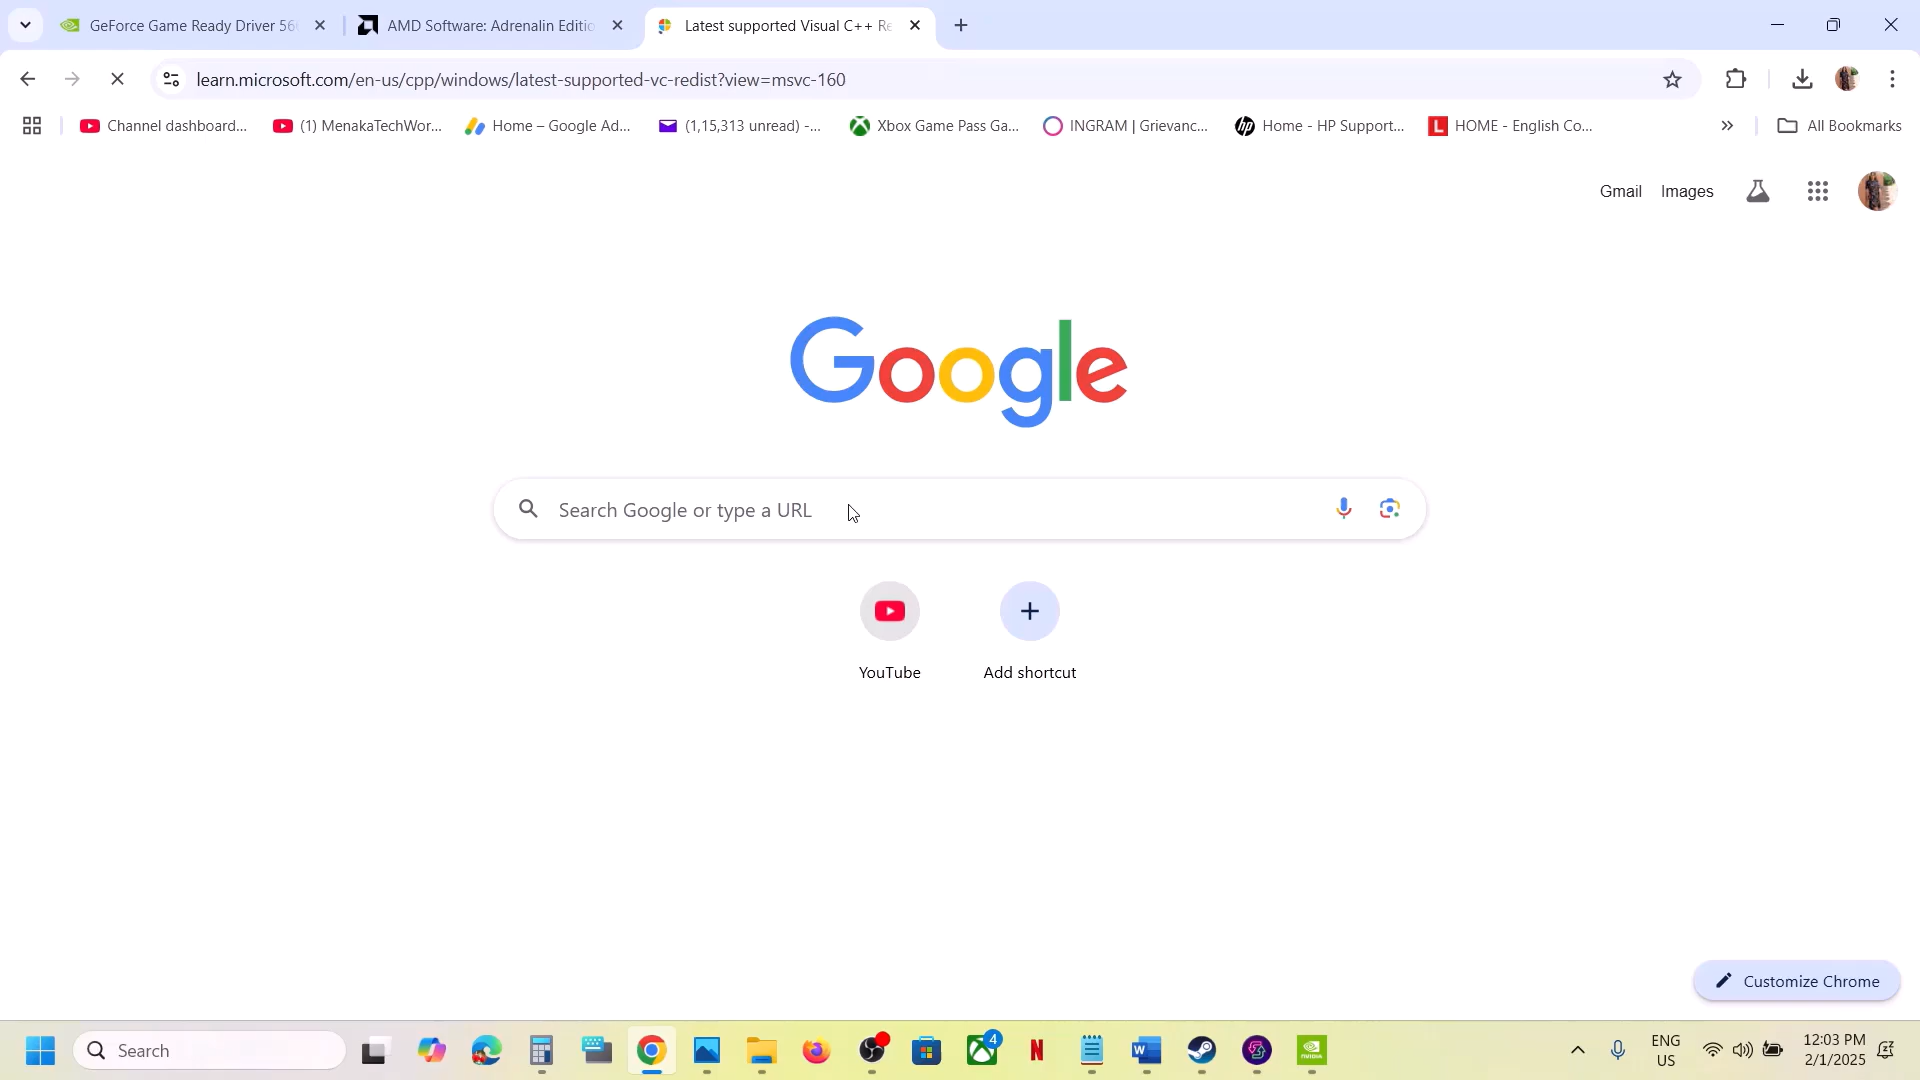 GeForce Game Ready Driver 56
AMD Software: Adrenalin Editio
Latest supported Visual C++ Re
learn.microsoft.com/en-us/cpp/windows/latest-supported-vc-redist?view=msvc-160
Channel dashboard...
(1) MenakaTechWor...
Home – Google Ad...
(1,15,313 unread) -...
Xbox Game Pass Ga...
INGRAM | Grievanc...
Home - HP Support...
HOME - English Co...
All Bookmarks
Gmail
Images
Google
Search Google or type a URL
YouTube
Add shortcut
Customize Chrome
Search
4
ENG
US
12:03 PM
2/1/2025